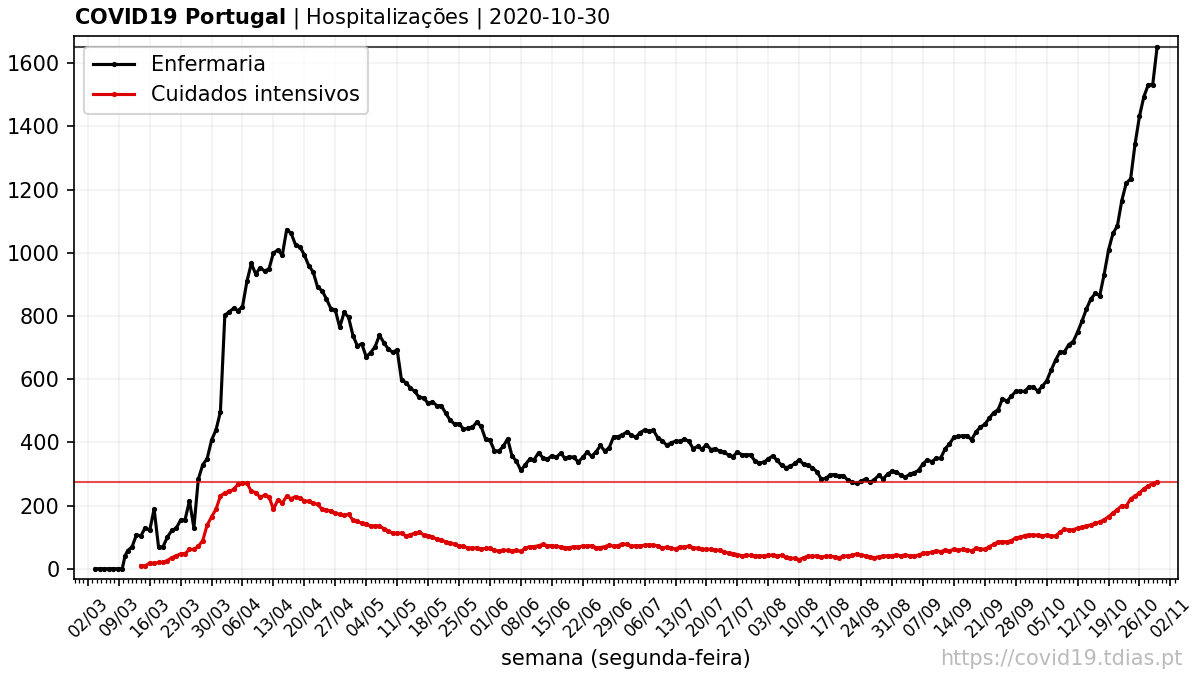 COVID19 Portugal | Hospitalizações | 2020-10-30
Enfermaria
Cuidados intensivos
1600
1400
1200
1000
800
600
400
200
0
02/03 09/03 16/03 23/03 30/03 06/04 13/04 20/04 27/04 04/05 11/05 18/05 25/05 01/06 08/06 15/06 22/06 29/06 06/07 13/07 20/07 27/07 03/08 10/08 17/08 24/08 31/08 07/09 14/09 21/09 28/09 05/10 12/10 19/10 26/10 02/11
semana (segunda-feira)
https://covid19.tdias.pt